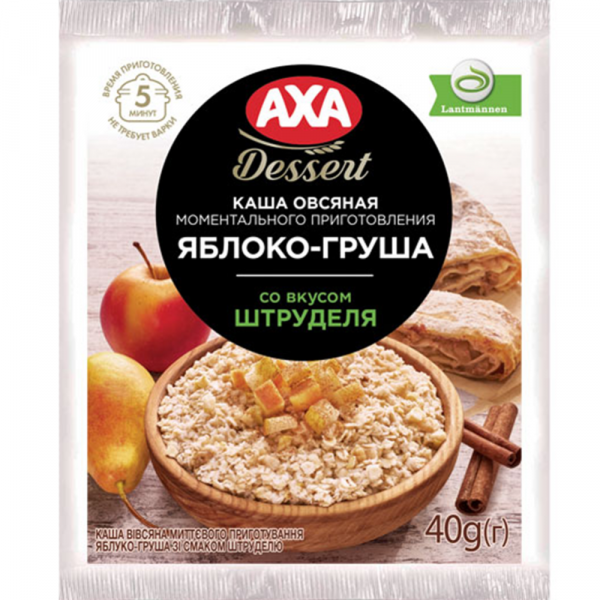 ВРЕМЯ ПРИГОТОВЛЕНИЯ
5
МИНУТ
НЕ ТРЕБУЕТ ВАРКИ
AXA
Dessert
Lantmännen
КАША ОВСЯНАЯ
МОМЕНТАЛЬНОГО ПРИГОТОВЛЕНИЯ
ЯБЛОКО-ГРУША
СО ВКУСОМ
ШТРУДЕЛЯ
КАША ВІВСЯНА МИТТЄВОГО ПРИГОТУВАННЯ
ЯБЛУКО-ГРУША ЗІ СМАКОМ ШТРУДЕЛЮ
40g(г)